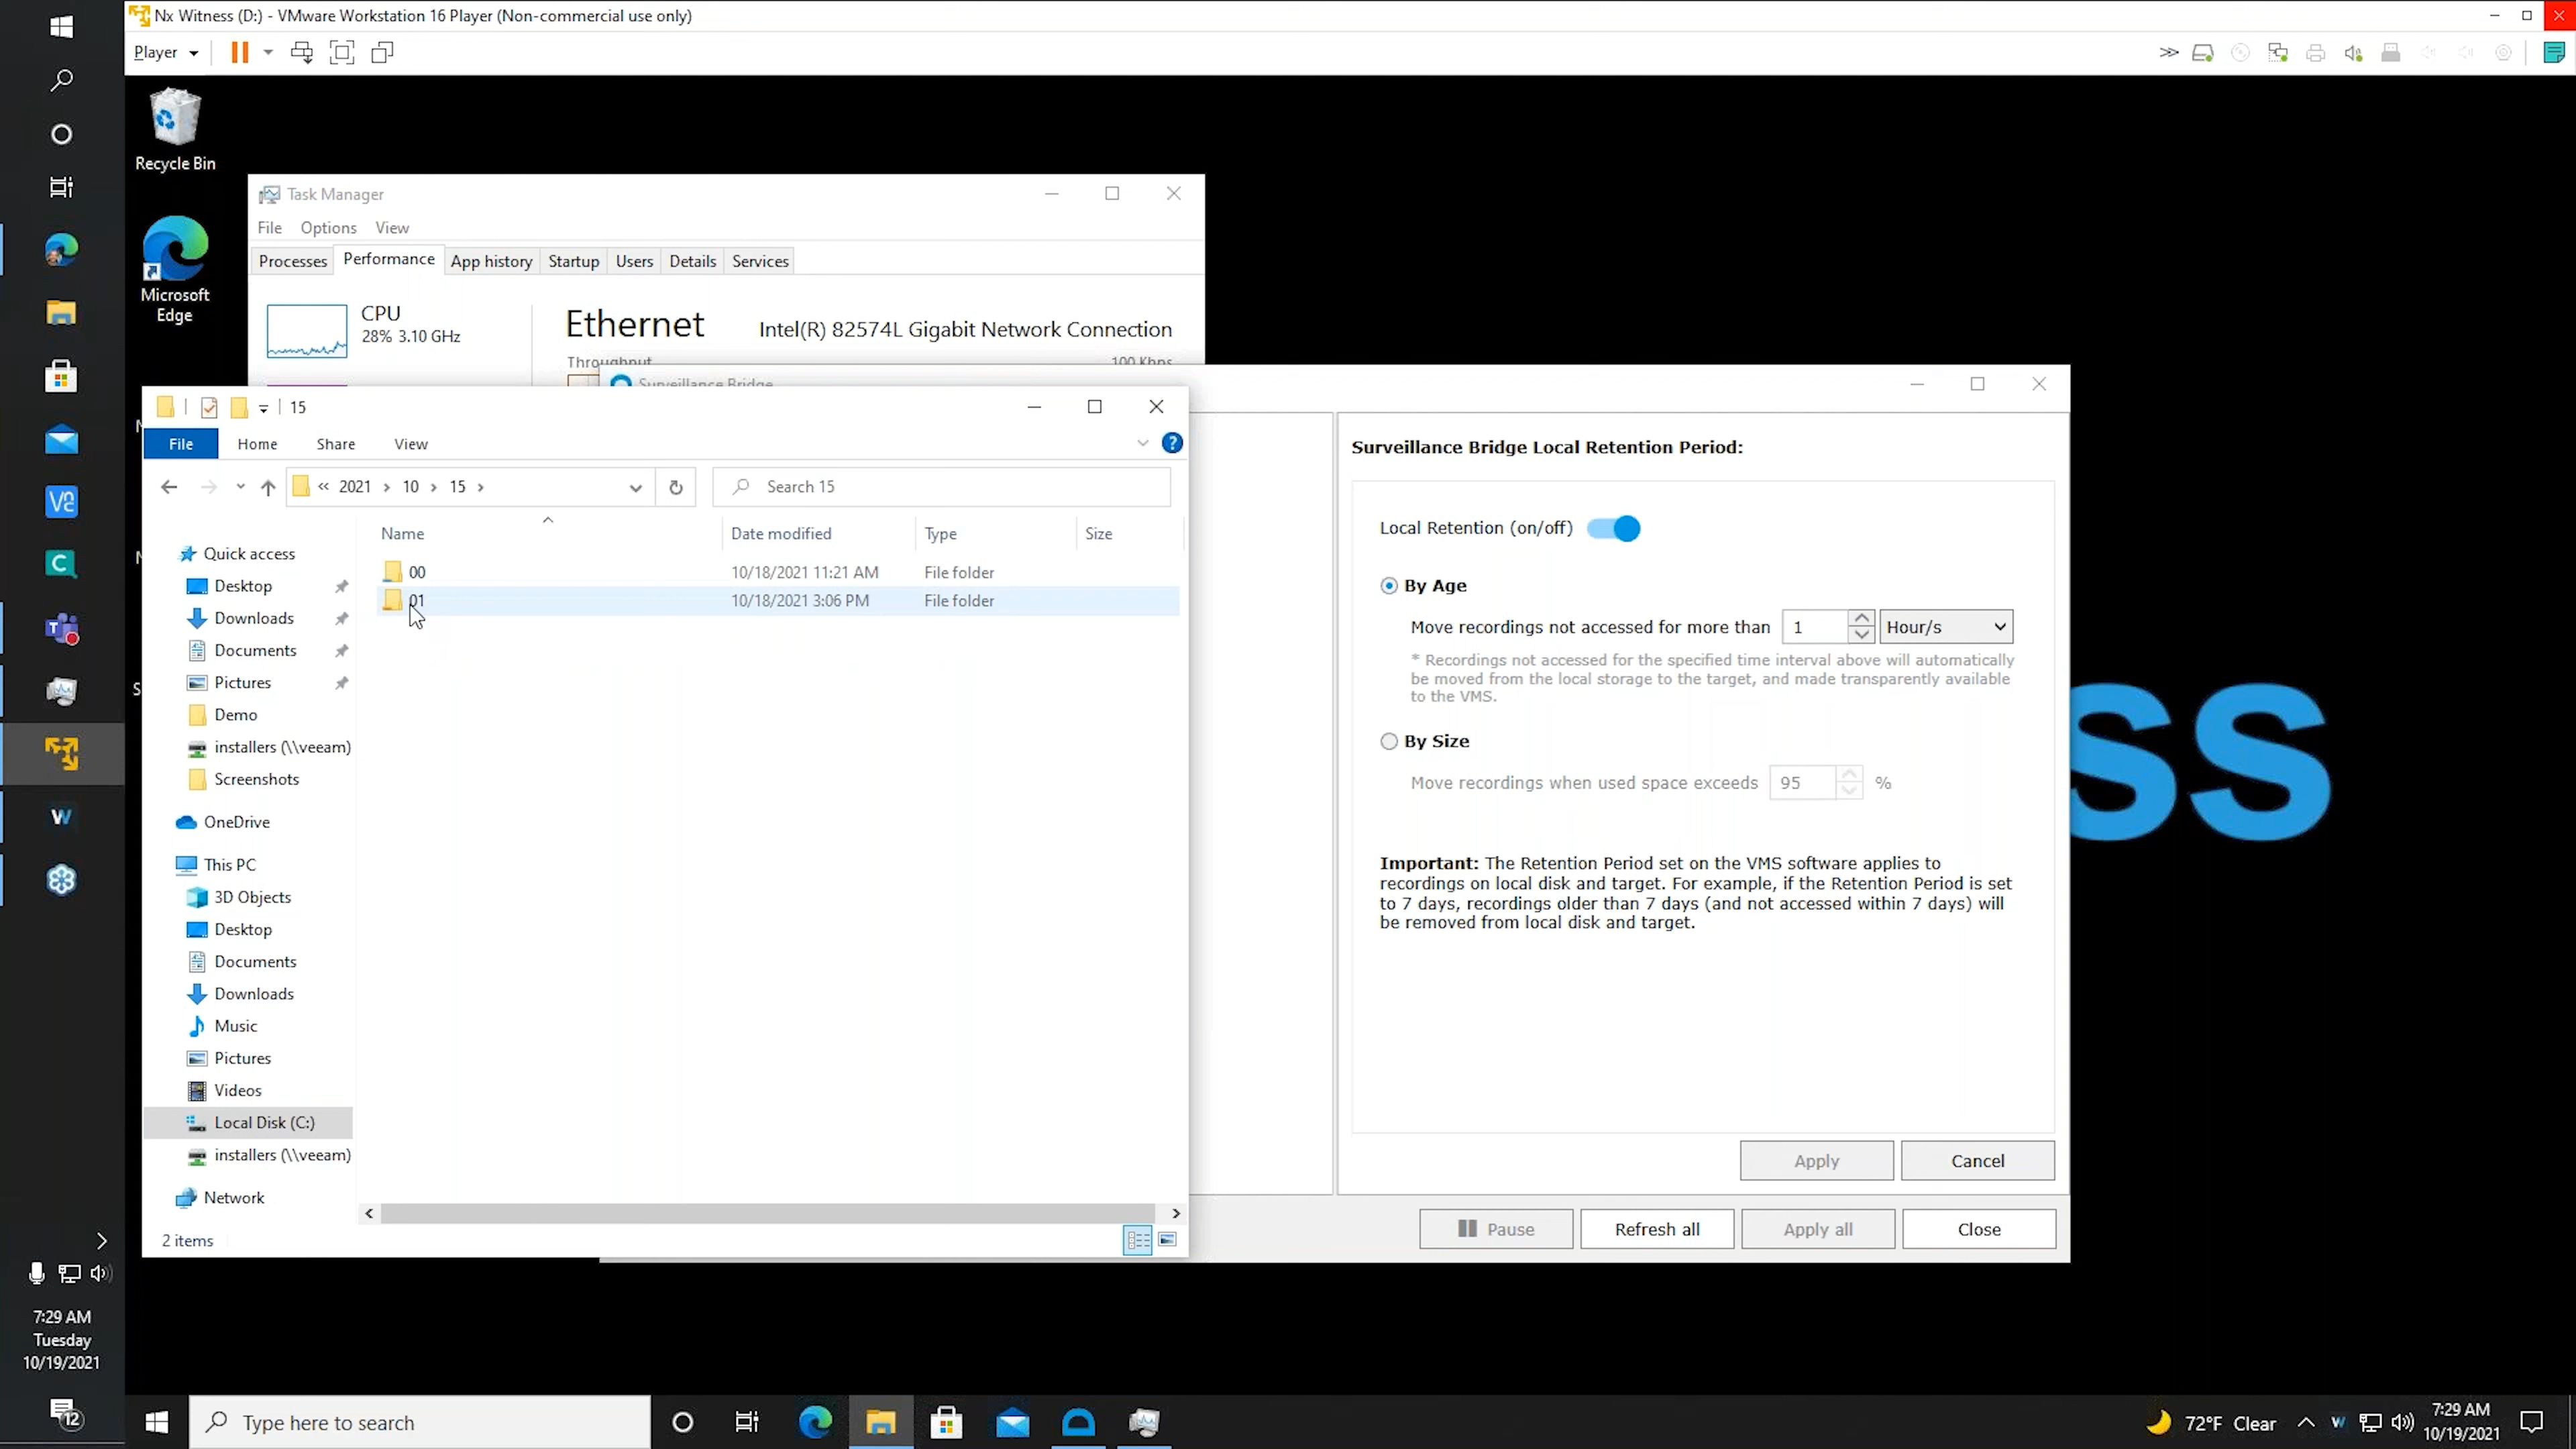 Nx Witness (D:) - VMware Workstation 16 Player (Non-commercial use only)
Player
Recycle Bin
Microsoft
Edge
Task Manager
File Options View
Processes Performance App history Startup Users Details Services
CPU
28% 3.10 GHz
Ethernet
Intel(R) 82574L Gigabit Network Connection
Throughput
100 Kbps
Surveillance Bridge
15
File Home Share View
« 2021 › 10 › 15 ›
Search 15
Name Date modified Type Size
00 10/18/2021 11:21 AM File folder
01 10/18/2021 3:06 PM File folder
Quick access
Desktop
Downloads
Documents
Pictures
Demo
installers (\\veeam)
Screenshots
OneDrive
This PC
3D Objects
Desktop
Documents
Downloads
Music
Pictures
Videos
Local Disk (C:)
installers (\\veeam)
Network
2 items
Surveillance Bridge Local Retention Period:
Local Retention (on/off)
By Age
Move recordings not accessed for more than 1 Hour/s
* Recordings not accessed for the specified time interval above will automatically
be moved from the local storage to the target, and made transparently available
to the VMS.
By Size
Move recordings when used space exceeds 95 %
Important: The Retention Period set on the VMS software applies to
recordings on local disk and target. For example, if the Retention Period is set
to 7 days, recordings older than 7 days (and not accessed within 7 days) will
be removed from local disk and target.
Apply Cancel
Pause Refresh all Apply all Close
ss
7:29 AM
Tuesday
10/19/2021
12
Type here to search
72°F Clear
7:29 AM
10/19/2021